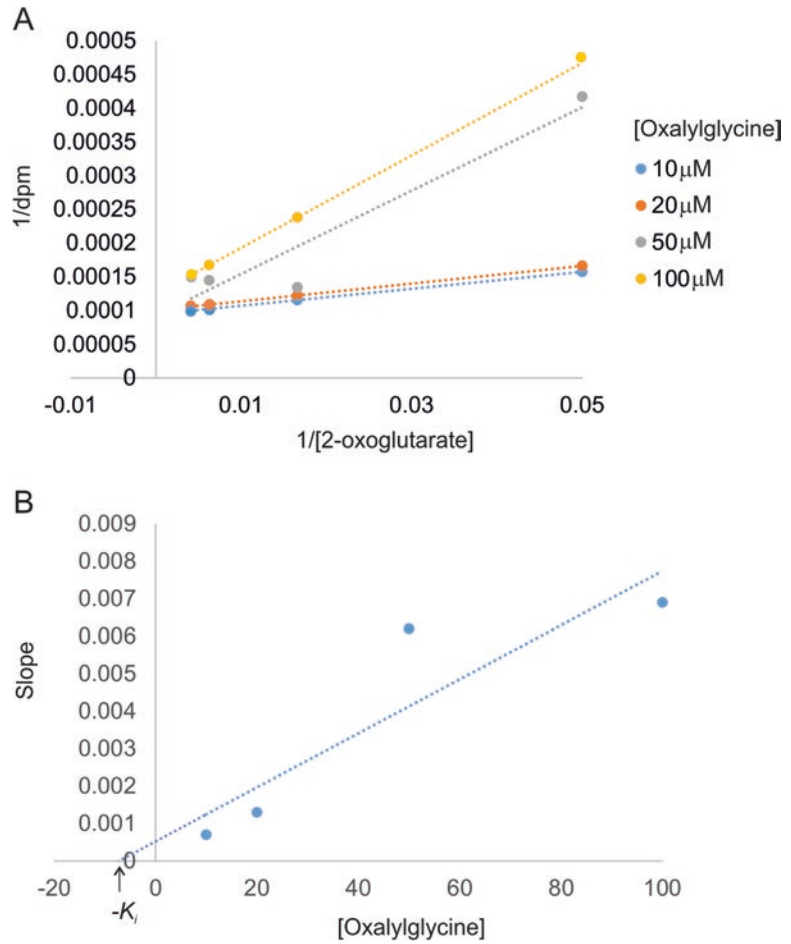 A
0.0005
0.00045
0.0004
0.00035
0.0003
0.00025
0.0002
0.00015
0.0001
0.00005
0
1/dpm
-0.01
0.01
0.03
0.05
1/[2-oxoglutarate]
[Oxalylglycine]
10μM
20μM
50μM
100μM
B
0.009
0.008
0.007
0.006
0.005
0.004
0.003
0.002
0.001
0
Slope
-20
0
20
40
60
80
100
-Ki
[Oxalylglycine]